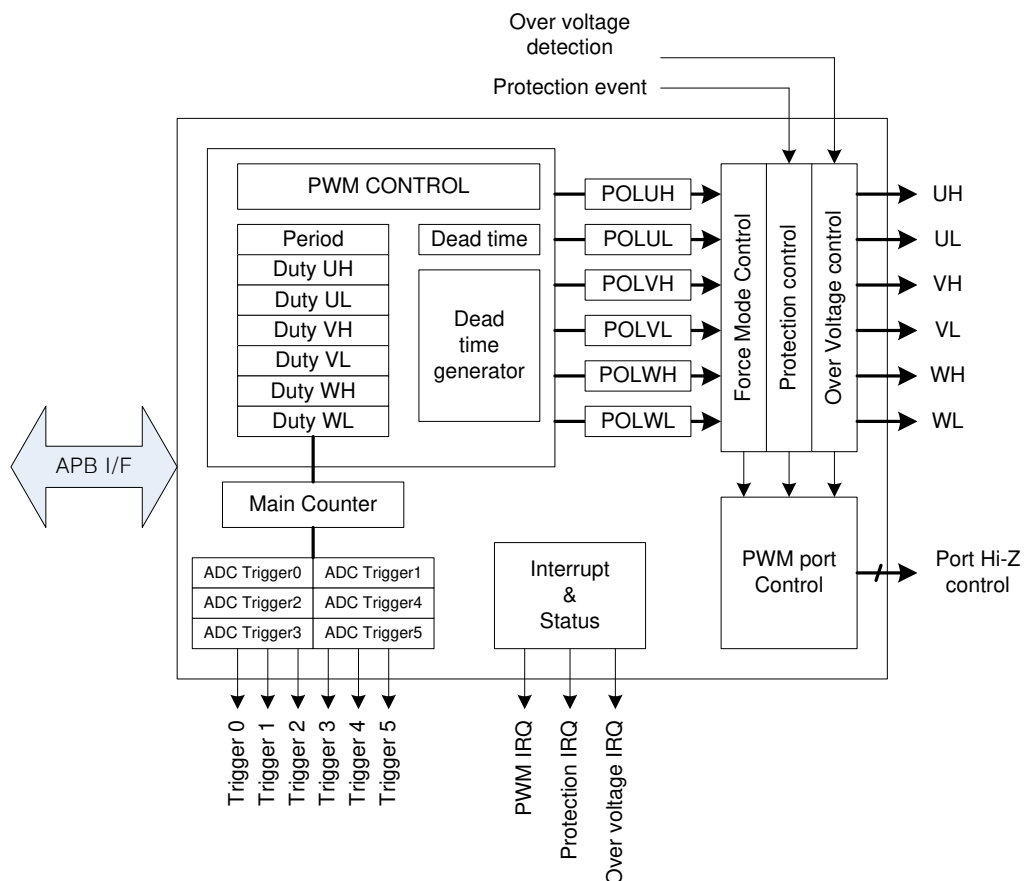 Over voltage
detection
Protection event
PWM CONTROL
Period
Duty UH
Duty UL
Duty VH
Duty VL
Duty WH
Duty WL
Dead time
Dead
time
generator
POLUH
POLUL
POLVH
POLVL
POLWH
POLWL
Force Mode Control
Protection control
Over Voltage control
UH
UL
VH
VL
WH
WL
APB I/F
Main Counter
ADC Trigger0
ADC Trigger1
ADC Trigger2
ADC Trigger4
ADC Trigger3
ADC Trigger5
Interrupt
&
Status
PWM port
Control
Port Hi-Z
control
Trigger 0
Trigger 1
Trigger 2
Trigger 3
Trigger 4
Trigger 5
PWM IRQ
Protection IRQ
Over voltage IRQ